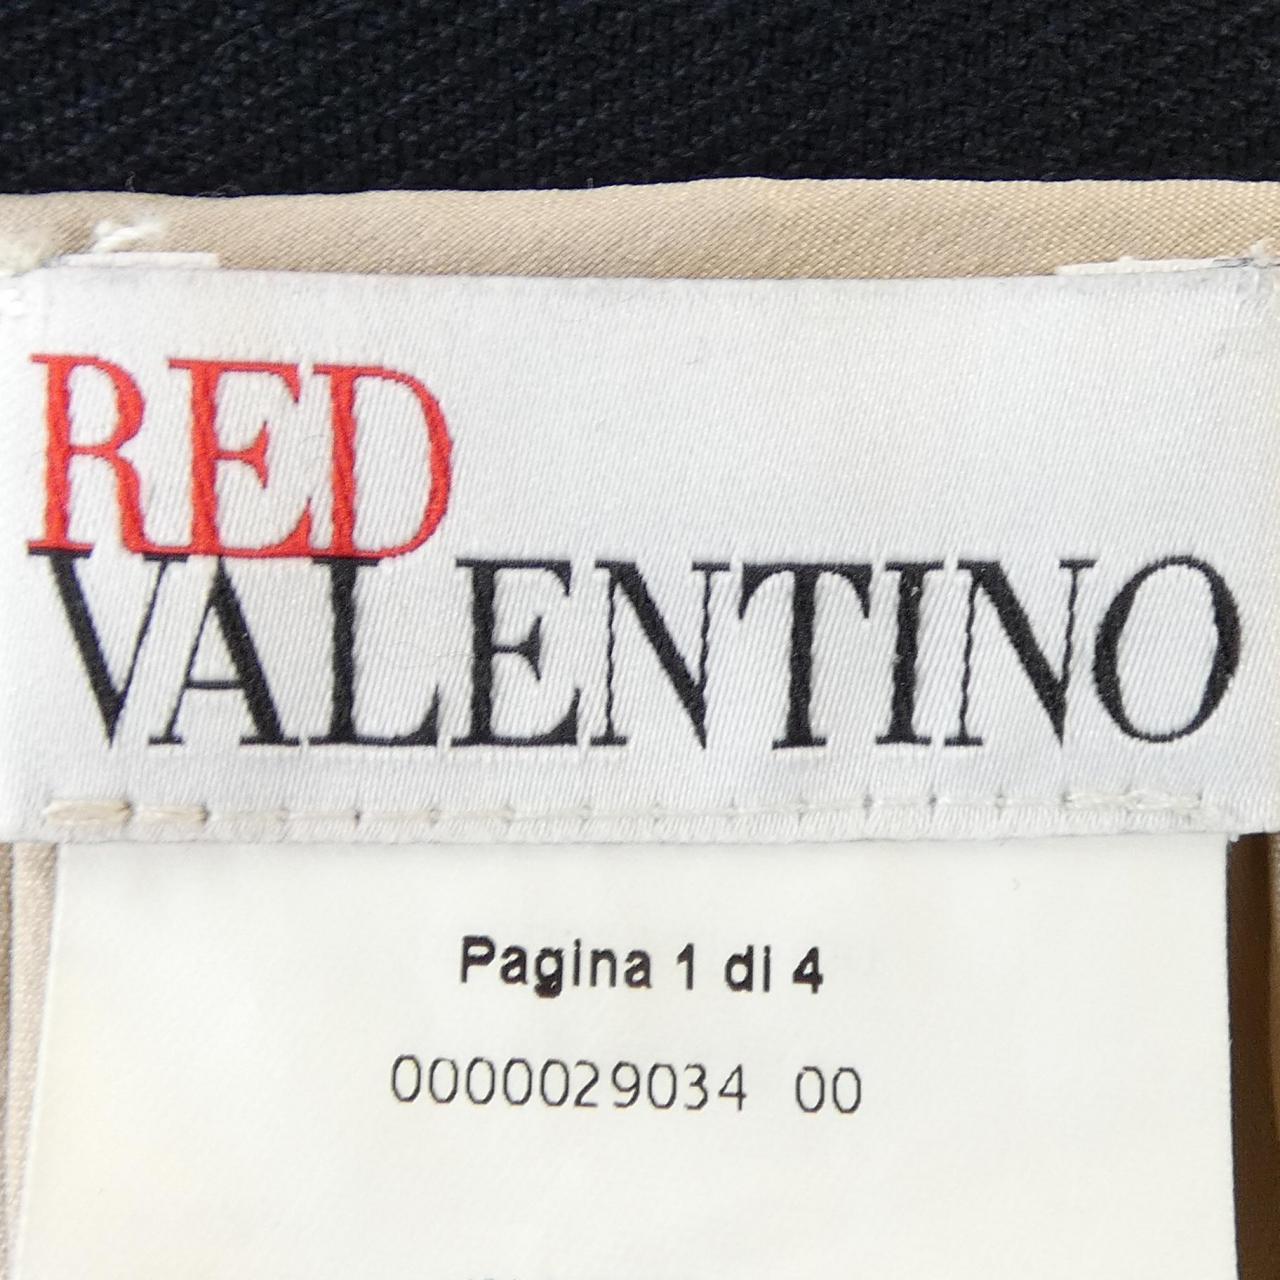 RED
VALENTINO
Pagina 1 di 4
0000029034 00